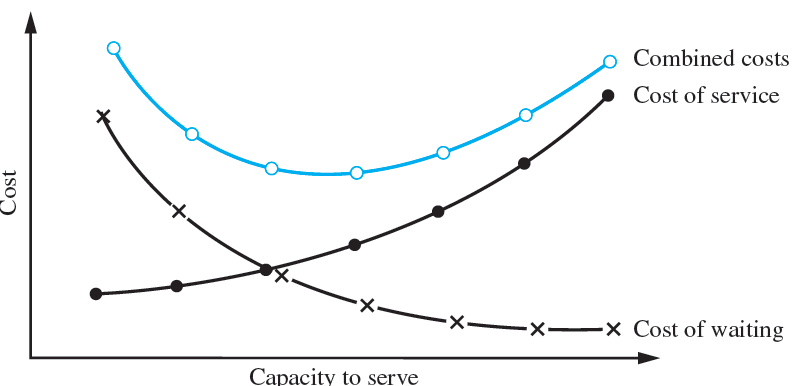 Combined costs
Cost of service
Cost
Cost of waiting
Capacity to serve